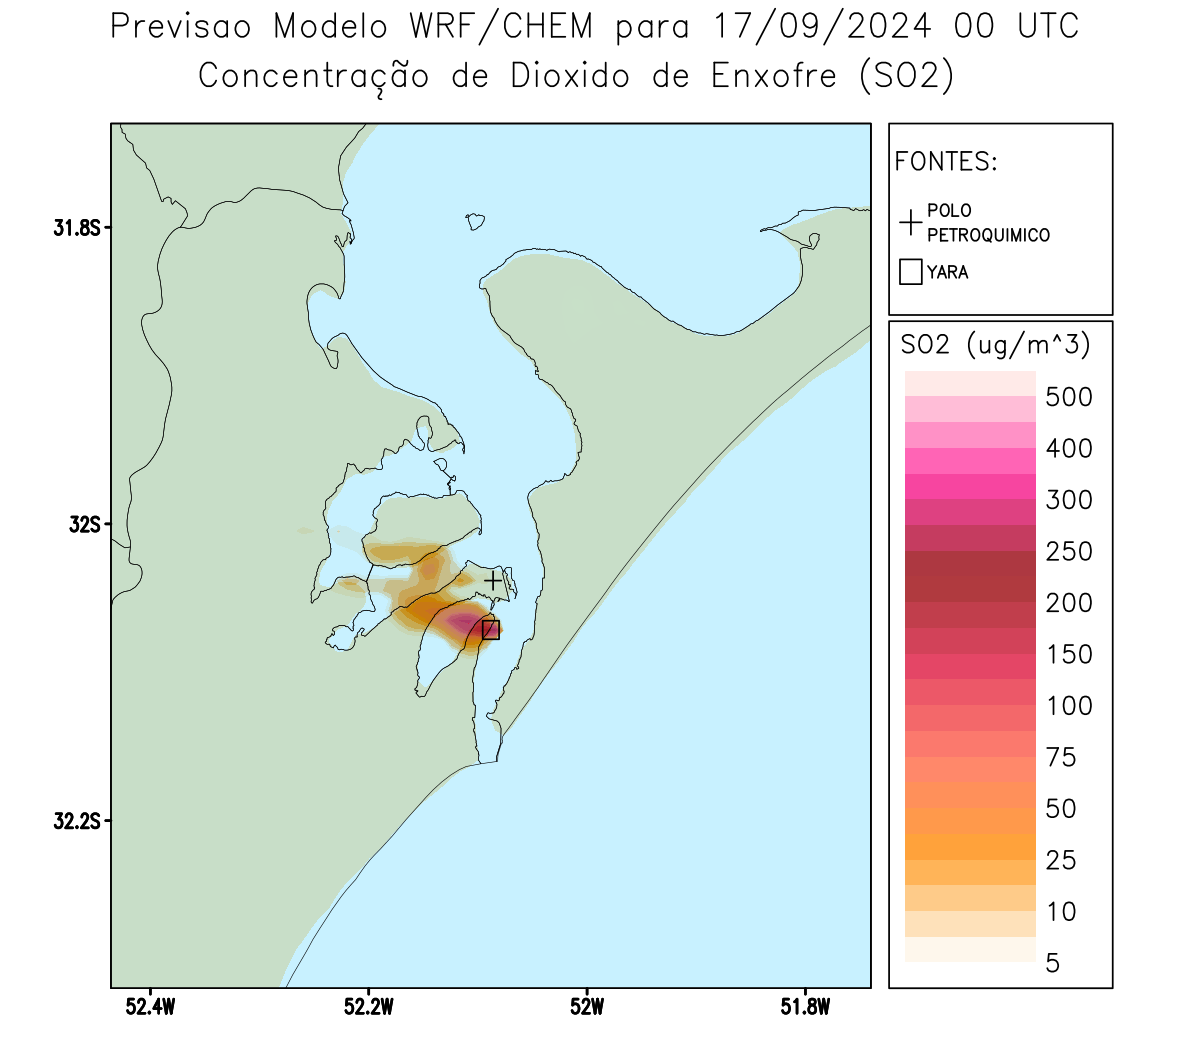 Previsao Modelo WRF/CHEM para 17/09/2024 00 UTC
Concentração de Dioxido de Enxofre (SO2)
FONTES:
POLO
PETROQUIMICO
YARA
31.8S
32S
32.2S
52.4W
52.2W
52W
51.8W
SO2 (ug/m^3)
500
400
300
250
200
150
100
75
50
25
10
5